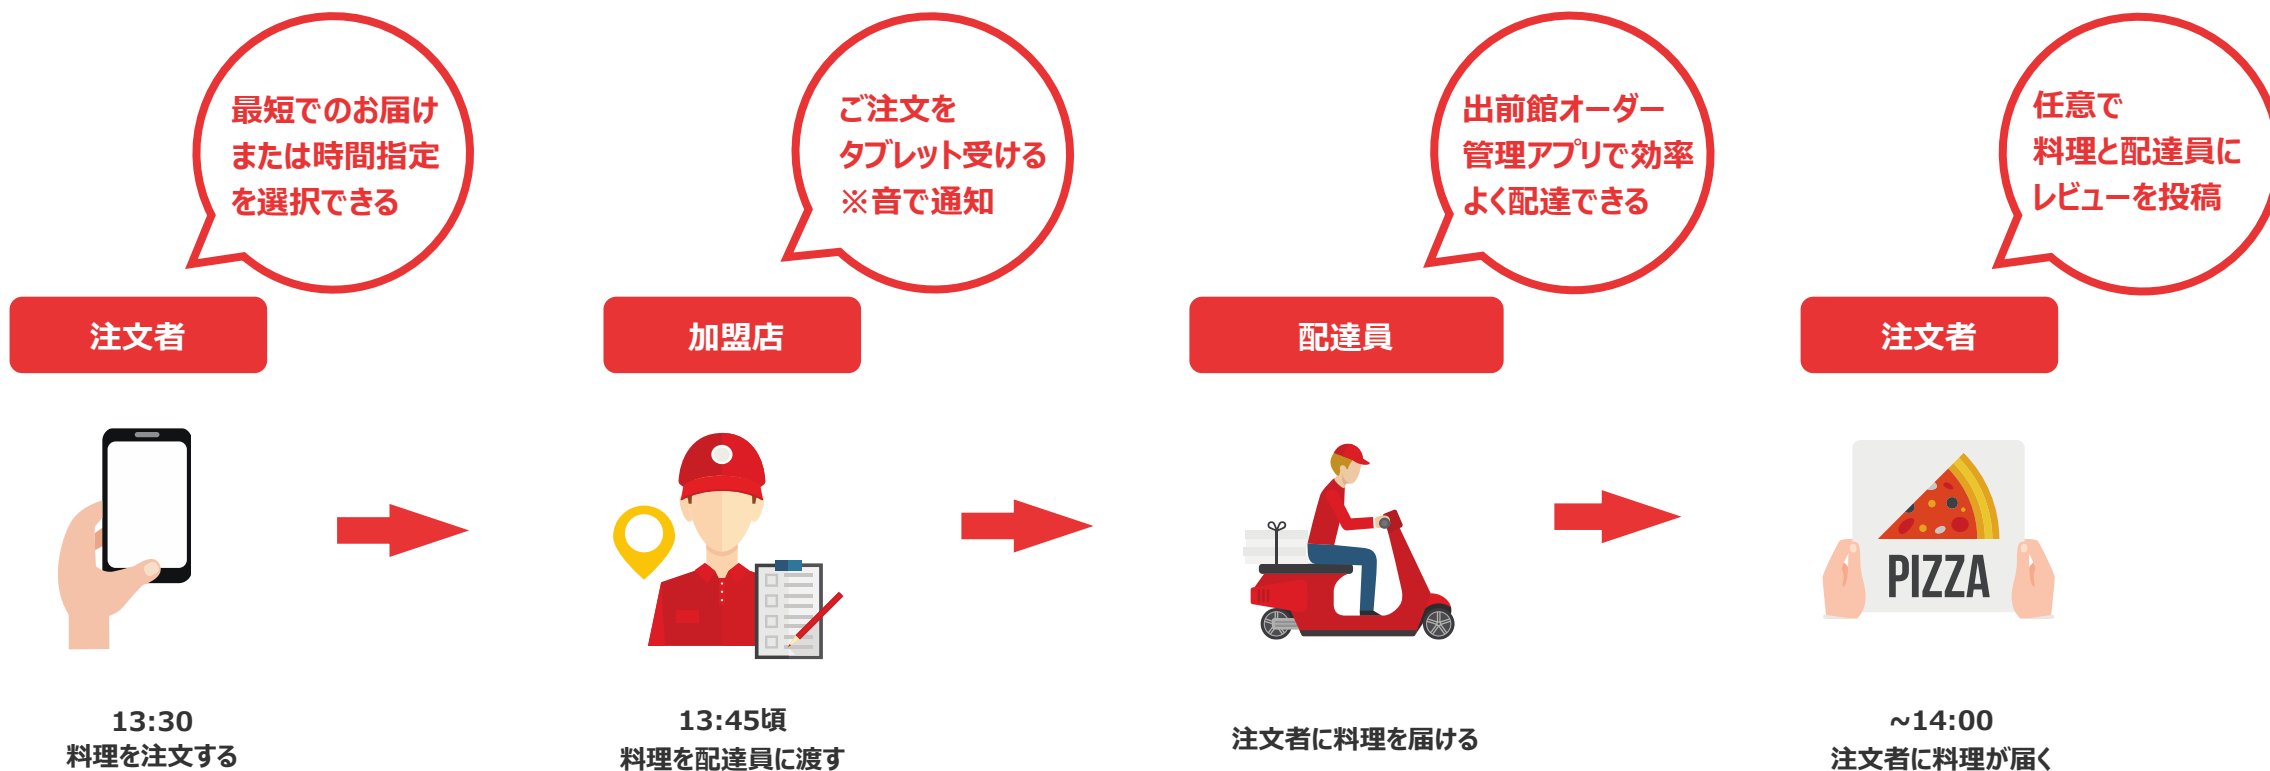 最短でのお届け
または時間指定
を選択できる
ご注文を
タブレット受ける
※音で通知
出前館オーダー
管理アプリで効率
よく配達できる
任意で
料理と配達員に
レビューを投稿
注文者
加盟店
配達員
注文者
PIZZA
13:30
料理を注文する
13:45頃
料理を配達員に渡す
注文者に料理を届ける
~14:00
注文者に料理が届く